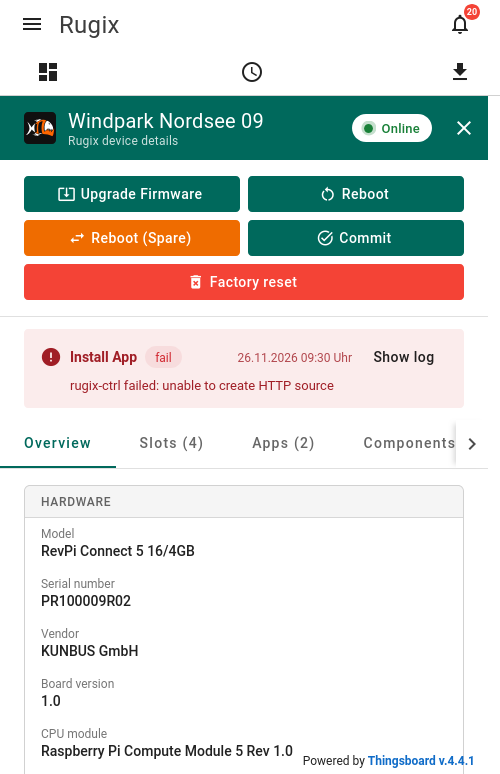 Rugix
20
Windpark Nordsee 09
Rugix device details
Online
Upgrade Firmware
Reboot
Reboot (Spare)
Commit
Factory reset
Install App fail 26.11.2026 09:30 Uhr Show log
rugix-ctrl failed: unable to create HTTP source
Overview Slots (4) Apps (2) Components
HARDWARE
Model
RevPi Connect 5 16/4GB
Serial number
PR100009R02
Vendor
KUNBUS GmbH
Board version
1.0
CPU module
Raspberry Pi Compute Module 5 Rev 1.0
Powered by Thingsboard v.4.4.1